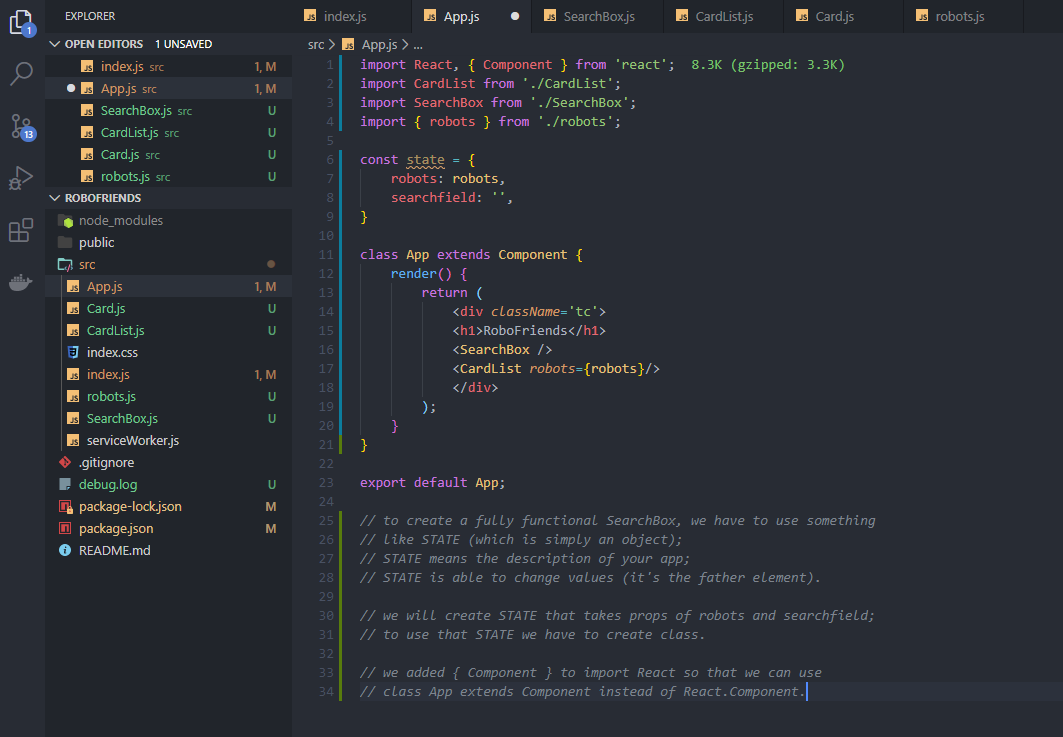 EXPLORER
1
13
OPEN EDITORS 1 UNSAVED
index.js src 1, M
App.js src 1, M
SearchBox.js src U
CardList.js src U
Card.js src U
robots.js src U
ROBOFRIENDS
node_modules
public
src
App.js 1, M
Card.js U
CardList.js U
index.css
index.js 1, M
robots.js U
SearchBox.js U
serviceWorker.js
.gitignore
debug.log U
package-lock.json M
package.json M
README.md
index.js App.js SearchBox.js CardList.js Card.js robots.js
src > App.js > ...
1 import React, { Component } from 'react'; 8.3K (gzipped: 3.3K)
2 import CardList from './CardList';
3 import SearchBox from './SearchBox';
4 import { robots } from './robots';
5
6 const state = {
7 robots: robots,
8 searchfield: '',
9 }
10
11 class App extends Component {
12 render() {
13 return (
14 <div className='tc'>
15 <h1>RoboFriends</h1>
16 <SearchBox />
17 <CardList robots={robots}/>
18 </div>
19 );
20 }
21 }
22
23 export default App;
24
25 // to create a fully functional SearchBox, we have to use something
26 // like STATE (which is simply an object);
27 // STATE means the description of your app;
28 // STATE is able to change values (it's the father element).
29
30 // we will create STATE that takes props of robots and searchfield;
31 // to use that STATE we have to create class.
32
33 // we added { Component } to import React so that we can use
34 // class App extends Component instead of React.Component.